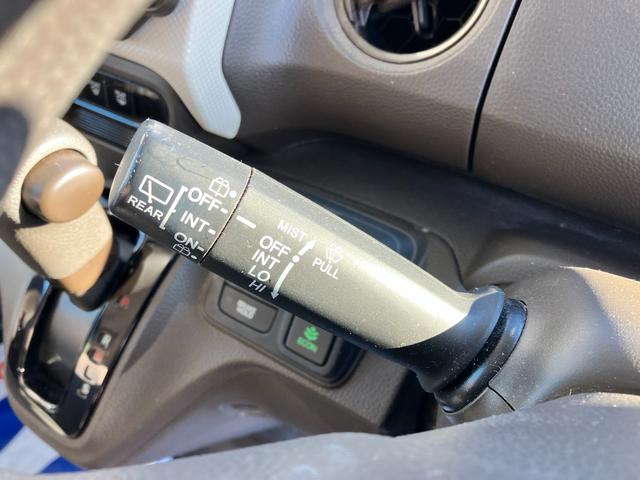 REAR
OFF
INT
ON
MIST
OFF
INT
LO
HI
PULL
ECON
R
L